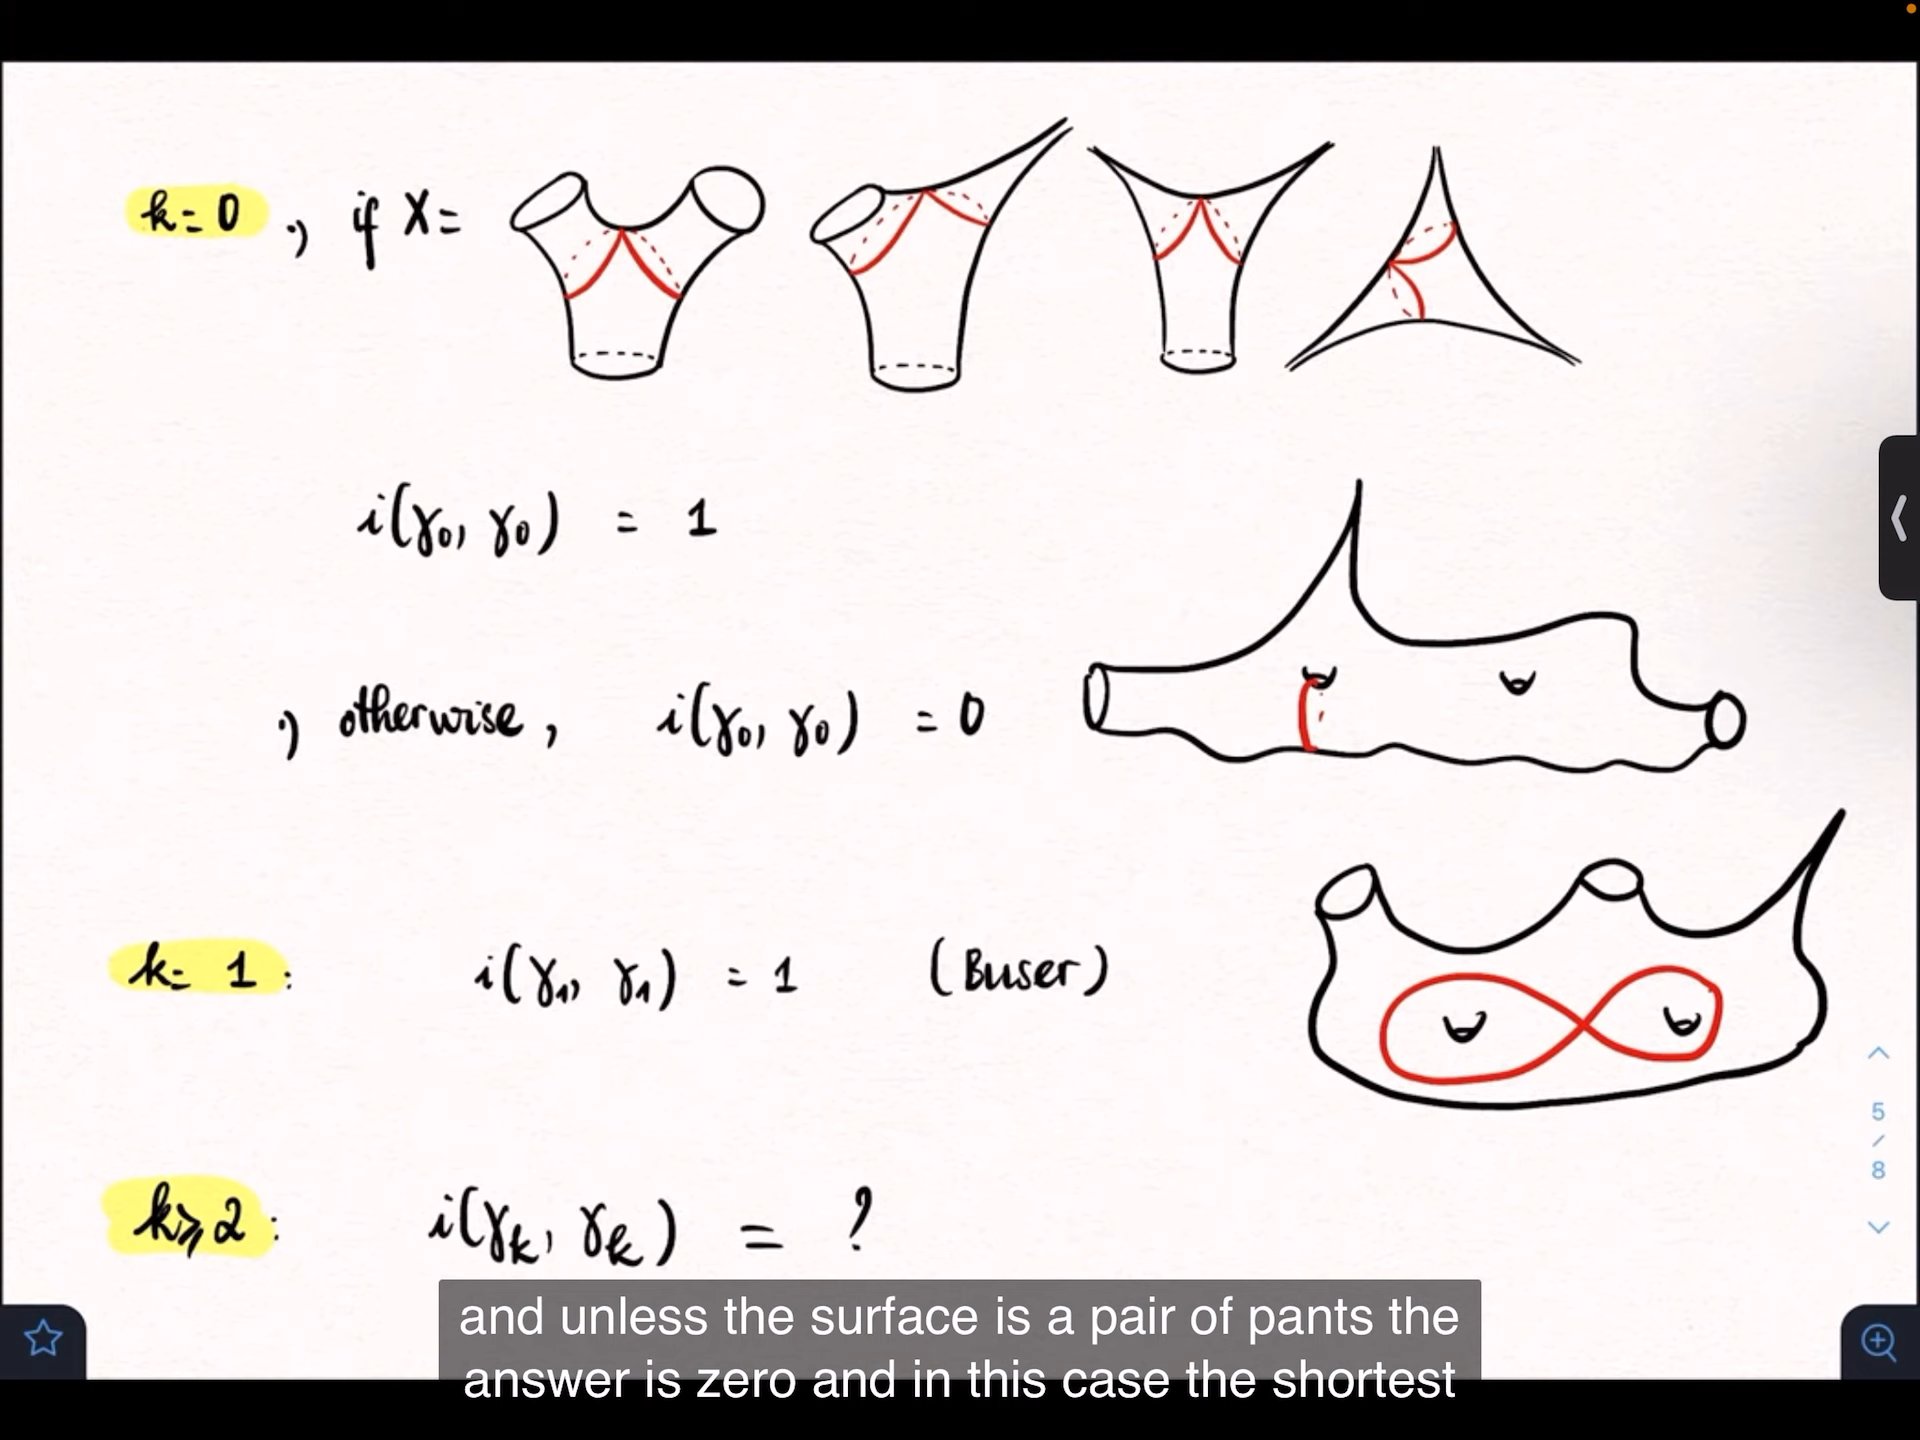 k=0 , if X=
i(γ₀, γ₀) = 1
, otherwise, i(γ₀, γ₀) = 0
k=1: i(γ₁, γ₁) = 1 (Buser)
k⩾2: i(γₖ, γₖ) = ?
5
/
8
and unless the surface is a pair of pants the
answer is zero and in this case the shortest